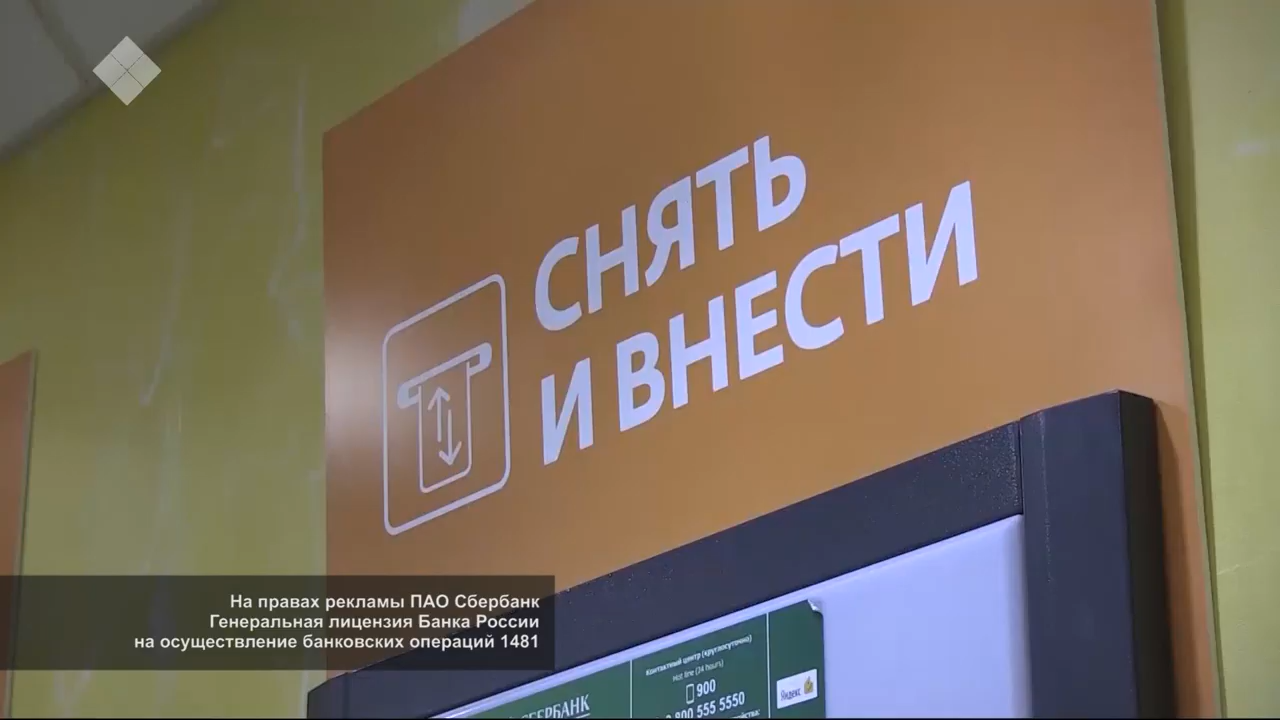 СНЯТЬ
И ВНЕСТИ
На правах рекламы ПАО Сбербанк
Генеральная лицензия Банка России
на осуществление банковских операций 1481
Контактный центр (круглосуточно)
Hot line (24 hours)
900
800 555 5550
СБЕРБАНК
Яндекс